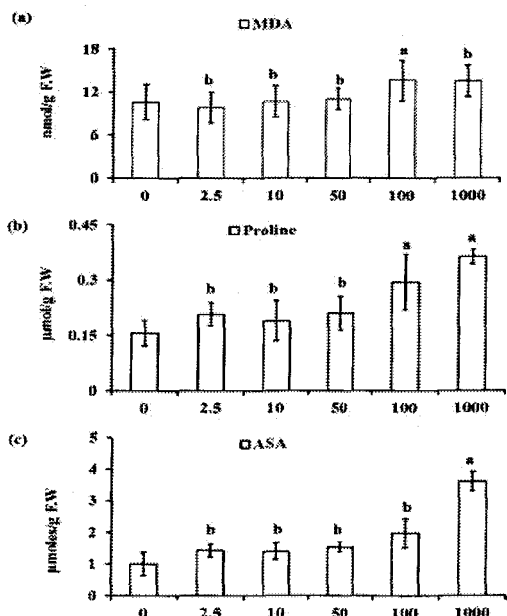 (a)
MDA
nmol/g F.W
18
12
6
0
b b b a b
0 2.5 10 50 100 1000
(b)
Proline
µmol/g F.W
0.45
0.3
0.15
0
b b b a a
0 2.5 10 50 100 1000
(c)
ASA
µmoles/g F.W
5
4
3
2
1
0
b b b b a
0 2.5 10 50 100 1000